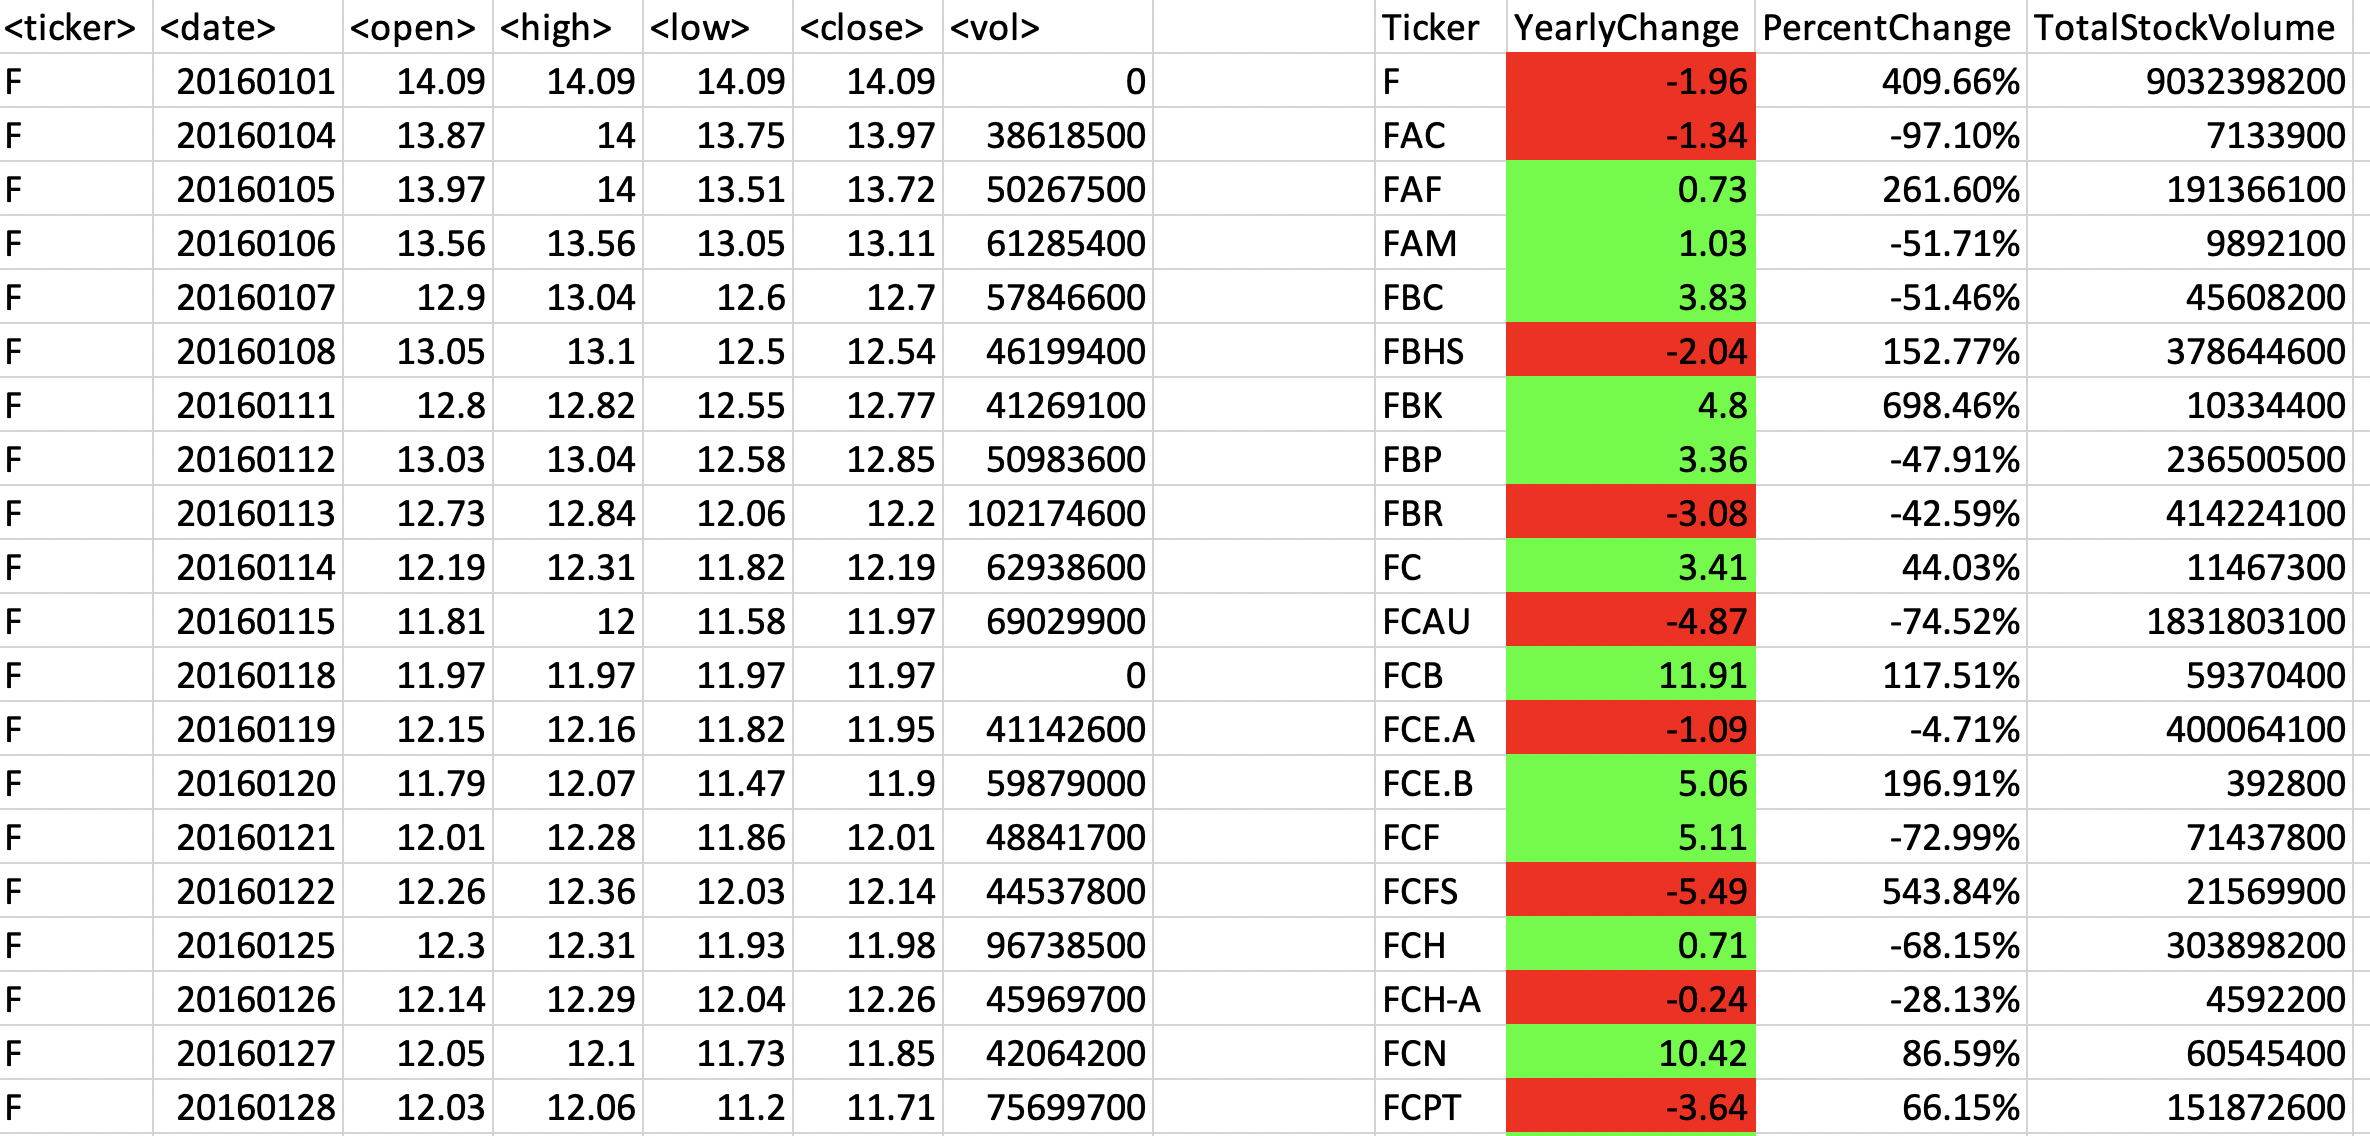 <ticker> <date> <open> <high> <low> <close> <vol> Ticker YearlyChange PercentChange TotalStockVolume
F 20160101 14.09 14.09 14.09 14.09 0 F -1.96 409.66% 9032398200
F 20160104 13.87 14 13.75 13.97 38618500 FAC -1.34 -97.10% 7133900
F 20160105 13.97 14 13.51 13.72 50267500 FAF 0.73 261.60% 191366100
F 20160106 13.56 13.56 13.05 13.11 61285400 FAM 1.03 -51.71% 9892100
F 20160107 12.9 13.04 12.6 12.7 57846600 FBC 3.83 -51.46% 45608200
F 20160108 13.05 13.1 12.5 12.54 46199400 FBHS -2.04 152.77% 378644600
F 20160111 12.8 12.82 12.55 12.77 41269100 FBK 4.8 698.46% 10334400
F 20160112 13.03 13.04 12.58 12.85 50983600 FBP 3.36 -47.91% 236500500
F 20160113 12.73 12.84 12.06 12.2 102174600 FBR -3.08 -42.59% 414224100
F 20160114 12.19 12.31 11.82 12.19 62938600 FC 3.41 44.03% 11467300
F 20160115 11.81 12 11.58 11.97 69029900 FCAU -4.87 -74.52% 1831803100
F 20160118 11.97 11.97 11.97 11.97 0 FCB 11.91 117.51% 59370400
F 20160119 12.15 12.16 11.82 11.95 41142600 FCE.A -1.09 -4.71% 400064100
F 20160120 11.79 12.07 11.47 11.9 59879000 FCE.B 5.06 196.91% 392800
F 20160121 12.01 12.28 11.86 12.01 48841700 FCF 5.11 -72.99% 71437800
F 20160122 12.26 12.36 12.03 12.14 44537800 FCFS -5.49 543.84% 21569900
F 20160125 12.3 12.31 11.93 11.98 96738500 FCH 0.71 -68.15% 303898200
F 20160126 12.14 12.29 12.04 12.26 45969700 FCH-A -0.24 -28.13% 4592200
F 20160127 12.05 12.1 11.73 11.85 42064200 FCN 10.42 86.59% 60545400
F 20160128 12.03 12.06 11.2 11.71 75699700 FCPT -3.64 66.15% 151872600